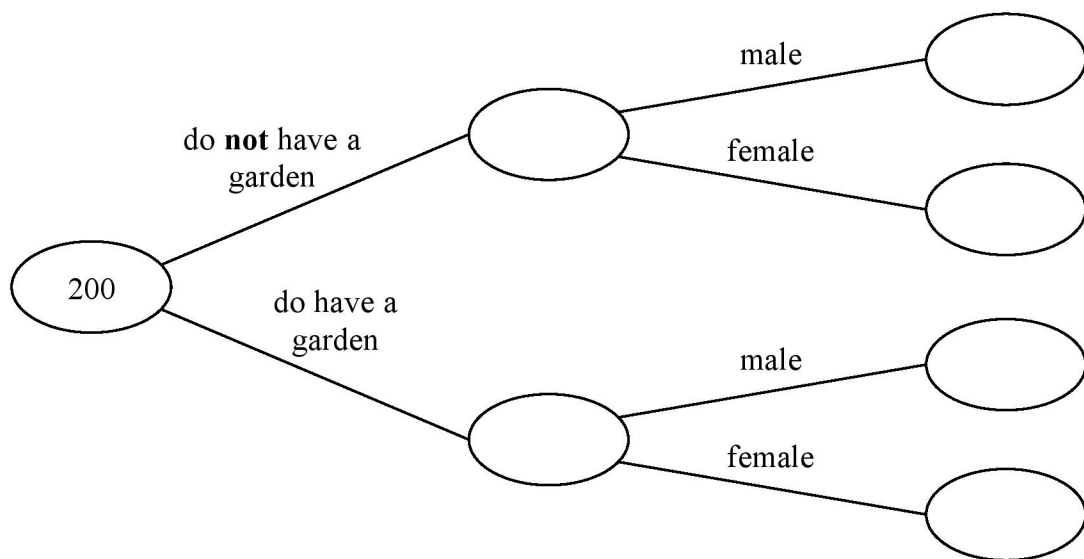 male
do not have a
garden
female
200
do have a
garden
male
female